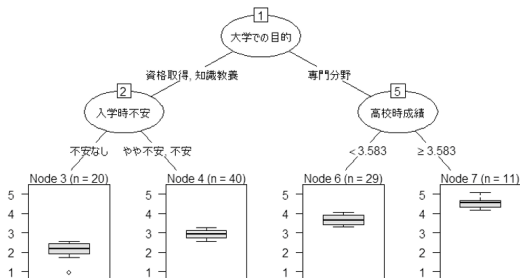 1
大学での目的
資格取得, 知識教養
専門分野
2
入学時不安
5
高校時成績
不安なし
やや不安, 不安
< 3.583
≥ 3.583
Node 3 (n = 20)
Node 4 (n = 40)
Node 6 (n = 29)
Node 7 (n = 11)
5
4
3
2
1
5
4
3
2
1
5
4
3
2
1
5
4
3
2
1